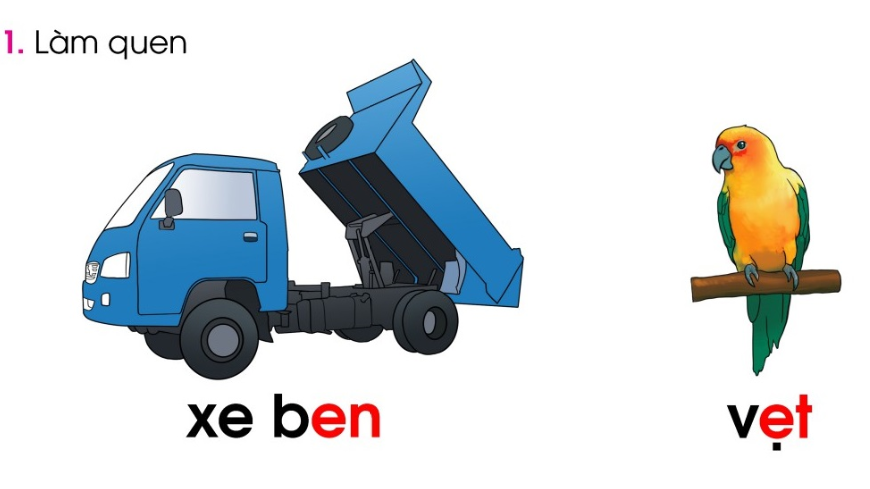 1. Làm quen
xe ben
vẹt